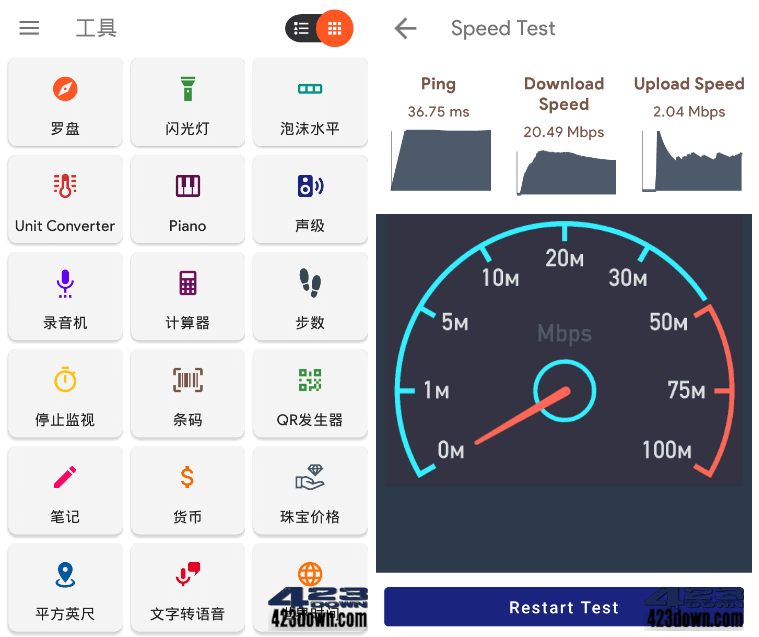 工具
罗盘
闪光灯
泡沫水平
Unit Converter
Piano
声级
录音机
计算器
步数
停止监视
条码
QR发生器
笔记
货币
珠宝价格
平方英尺
文字转语音
423
DOWN
423down.com
Speed Test
Ping
36.75 ms
Download
Speed
20.49 Mbps
Upload Speed
2.04 Mbps
Mbps
0M
1M
5M
10M
20M
30M
50M
75M
100M
Restart Test
423down.com